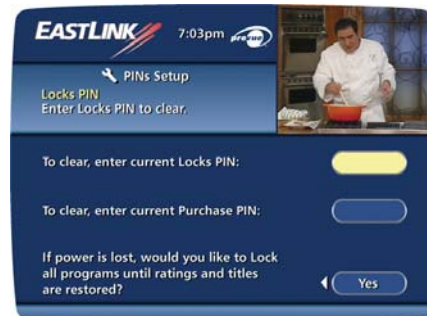 EASTLINK 7:03pm prevue
PINs Setup
Locks PIN
Enter Locks PIN to clear.
To clear, enter current Locks PIN:
To clear, enter current Purchase PIN:
If power is lost, would you like to Lock
all programs until ratings and titles
are restored?
Yes